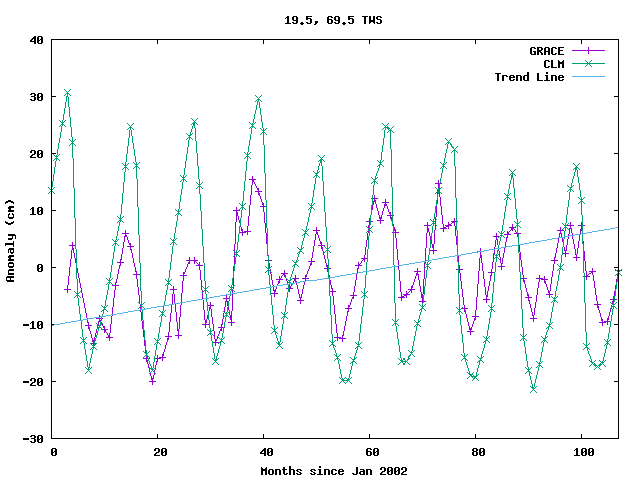 19.5, 69.5 TWS
GRACE
CLM
Trend Line
Anomaly (cm)
40
30
20
10
0
-10
-20
-30
0 20 40 60 80 100
Months since Jan 2002